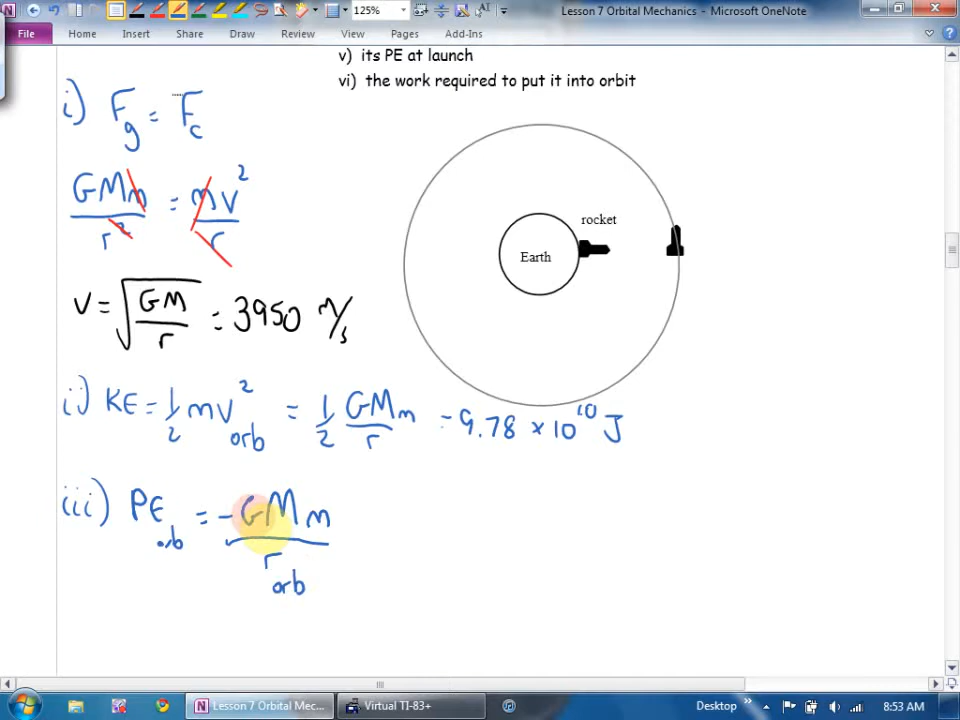 125%
Lesson 7 Orbital Mechanics - Microsoft OneNote
File Home Insert Share Draw Review View Pages Add-Ins
v) its PE at launch
vi) the work required to put it into orbit
i) Fg = Fc
GMm/r² = mv²/r
v = √(GM/r) = 3950 m/s
i) KE = 1/2 mv²orb = 1/2 GMm/r = 9.78 × 10¹⁰ J
iii) PEorb = -GMm/rorb
rocket
Earth
Lesson 7 Orbital Mec... Virtual TI-83+ Desktop 8:53 AM